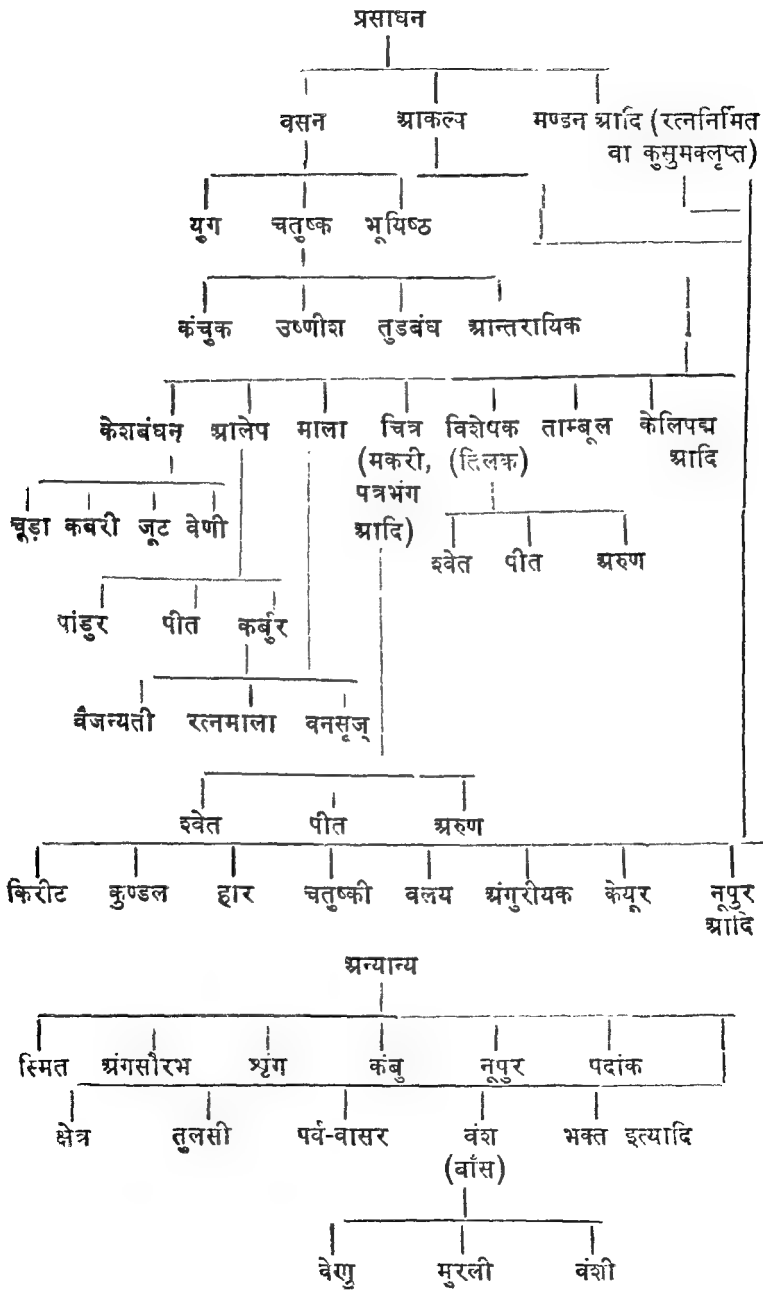 प्रसाधन
वसन आकल्प मण्डन आदि (रत्ननिर्मित
वा कुसुमक्लृप्त)
युग चतुष्क भूयिष्ठ
कंचुक उष्णीश तुडबंघ आन्तरायिक
केशबंघन आलेप माला चित्र विशेषक ताम्बूल केलिपद्म
(मकरी, (तिलक) आदि
पत्रभंग
आदि)
चूड़ा कबरी जूट वेणी
श्वेत पीत अरुण
पांडुर पीत कर्बुर
वैजन्यती रत्नमाला वनसृज्
श्वेत पीत अरुण
किरीट कुण्डल हार चतुष्की वलय अंगुरीयक केयूर नूपुर
आदि
अन्यान्य
स्मित अंगसौरभ शृंग कंबु नूपुर पदांक
क्षेत्र तुलसी पर्व-वासर वंश भक्त इत्यादि
(वाँस)
वेणु मुरली वंशी